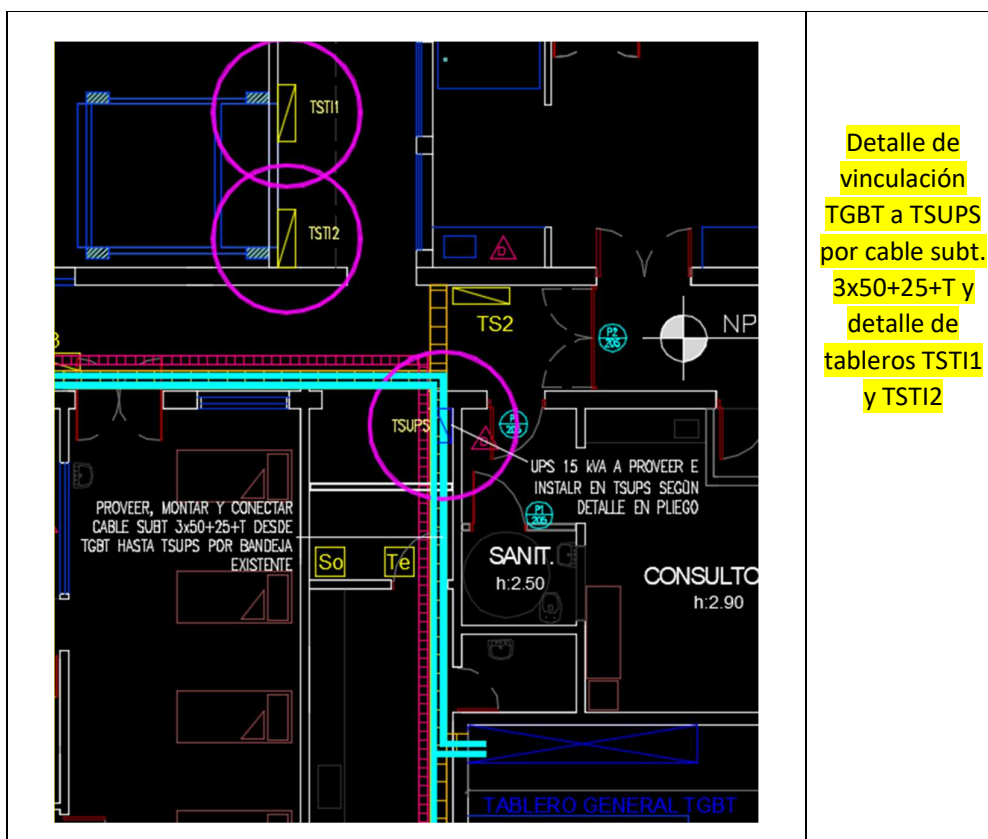 TSTI1
TSTI2
TS2
P2
205
NP
TSUPS
205
UPS 15 kVA A PROVEER E
INSTALR EN TSUPS SEGÚN
DETALLE EN PLIEGO
PROVEER, MONTAR Y CONECTAR
CABLE SUBT 3x50+25+T DESDE
TGBT HASTA TSUPS POR BANDEJA
EXISTENTE
P1
205
So
Te
SANIT.
h:2.50
CONSULTO
h:2.90
TABLERO GENERAL TGBT
Detalle de
vinculación
TGBT a TSUPS
por cable subt.
3x50+25+T y
detalle de
tableros TSTI1
y TSTI2